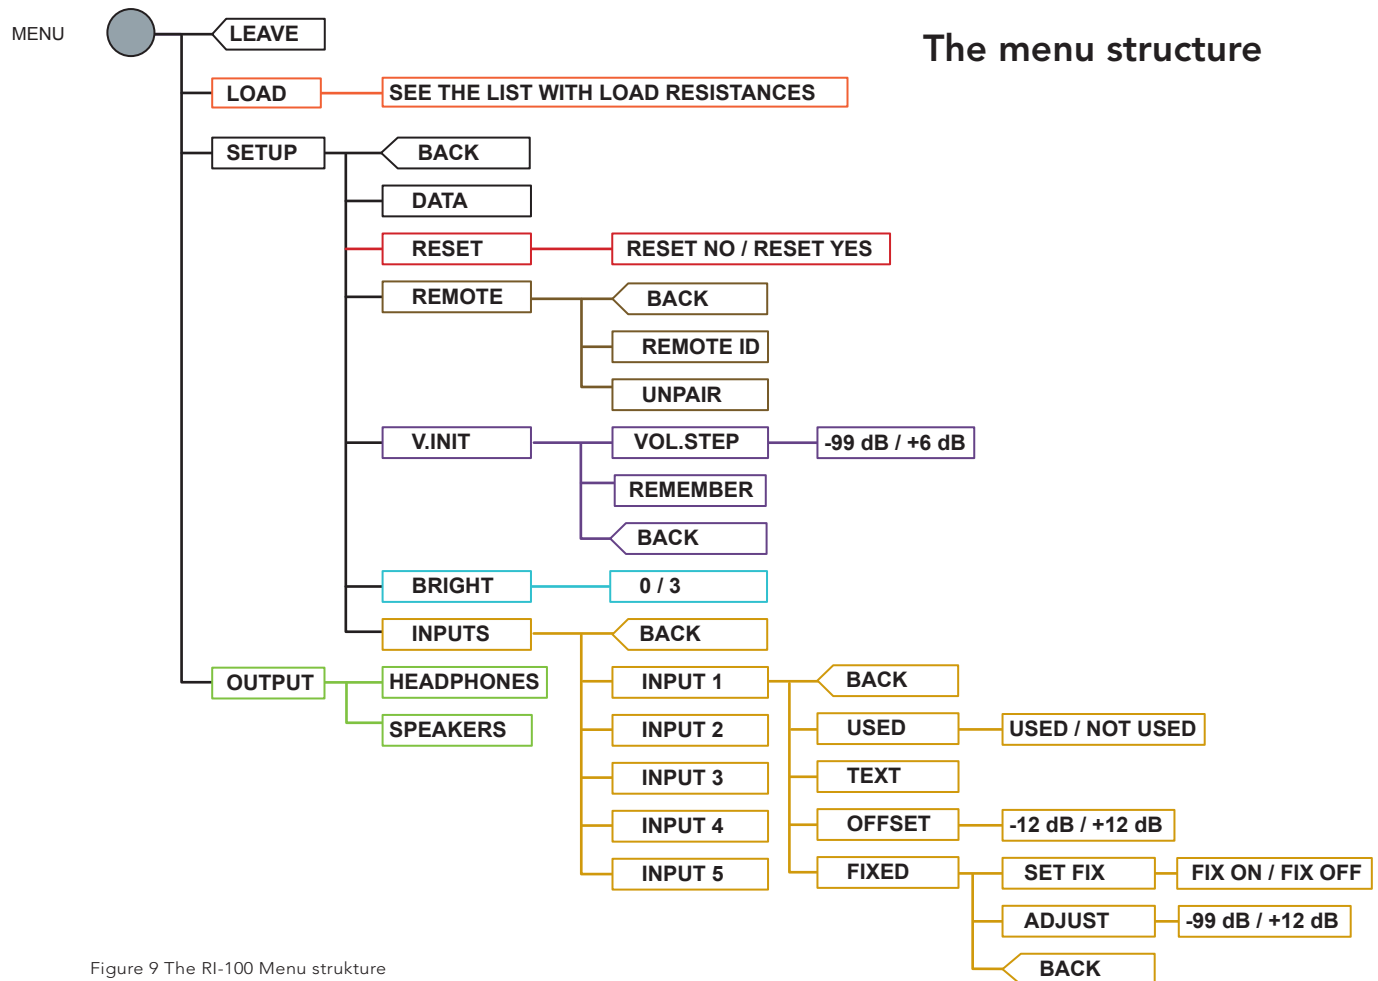 The menu structure
MENU
LEAVE
LOAD
SEE THE LIST WITH LOAD RESISTANCES
SETUP
BACK
DATA
RESET
RESET NO / RESET YES
REMOTE
BACK
REMOTE ID
UNPAIR
V.INIT
VOL.STEP
-99 dB / +6 dB
REMEMBER
BACK
BRIGHT
0 / 3
INPUTS
BACK
INPUT 1
BACK
USED
USED / NOT USED
TEXT
OFFSET
-12 dB / +12 dB
FIXED
SET FIX
FIX ON / FIX OFF
ADJUST
-99 dB / +12 dB
BACK
INPUT 2
INPUT 3
INPUT 4
INPUT 5
OUTPUT
HEADPHONES
SPEAKERS
Figure 9 The RI-100 Menu strukture